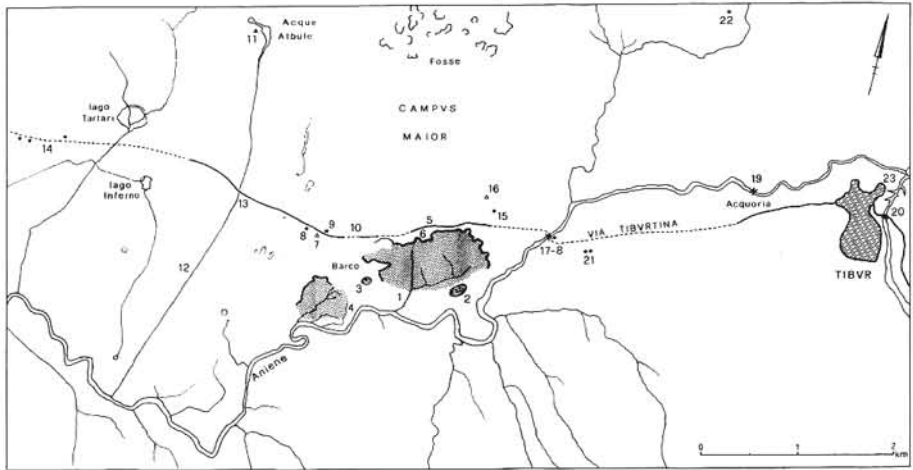 22
11
Acque
Albule
Fosse
CAMPVS
MAIOR
lago
Tartari
14
lago
Inferno
13
16
15
5
6
8
7
9
10
19
Acquoria
23
20
VIA TIBVRTINA
17-8
21
TIBVR
Barco
3
12
1
2
4
Aniene
0 1 2
km